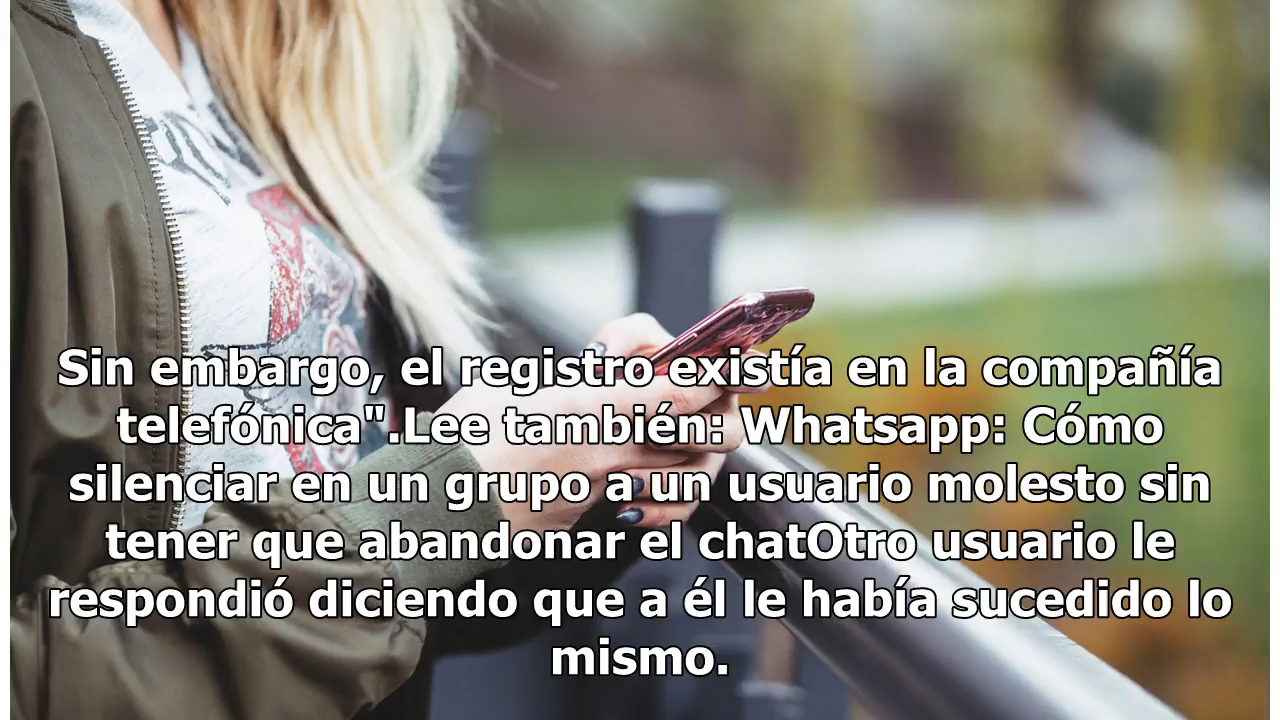 Sin embargo, el registro existía en la compañía
telefónica".Lee también: Whatsapp: Cómo
silenciar en un grupo a un usuario molesto sin
tener que abandonar el chatOtro usuario le
respondió diciendo que a él le había sucedido lo
mismo.